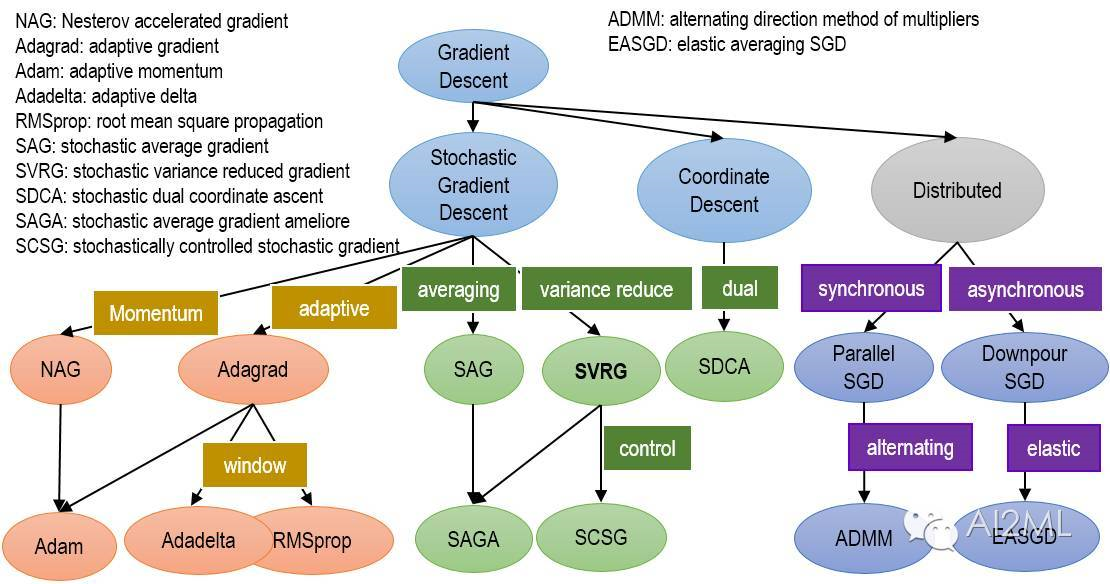 NAG: Nesterov accelerated gradient
Adagrad: adaptive gradient
Adam: adaptive momentum
Adadelta: adaptive delta
RMSprop: root mean square propagation
SAG: stochastic average gradient
SVRG: stochastic variance reduced gradient
SDCA: stochastic dual coordinate ascent
SAGA: stochastic average gradient ameliore
SCSG: stochastically controlled stochastic gradient
ADMM: alternating direction method of multipliers
EASGD: elastic averaging SGD
Gradient
Descent
Stochastic
Gradient
Descent
Coordinate
Descent
Distributed
Momentum
adaptive
averaging
variance reduce
dual
synchronous
asynchronous
NAG
Adagrad
SAG
SVRG
SDCA
Parallel
SGD
Downpour
SGD
window
control
alternating
elastic
Adam
Adadelta
RMSprop
SAGA
SCSG
ADMM
EASGD
AI2ML